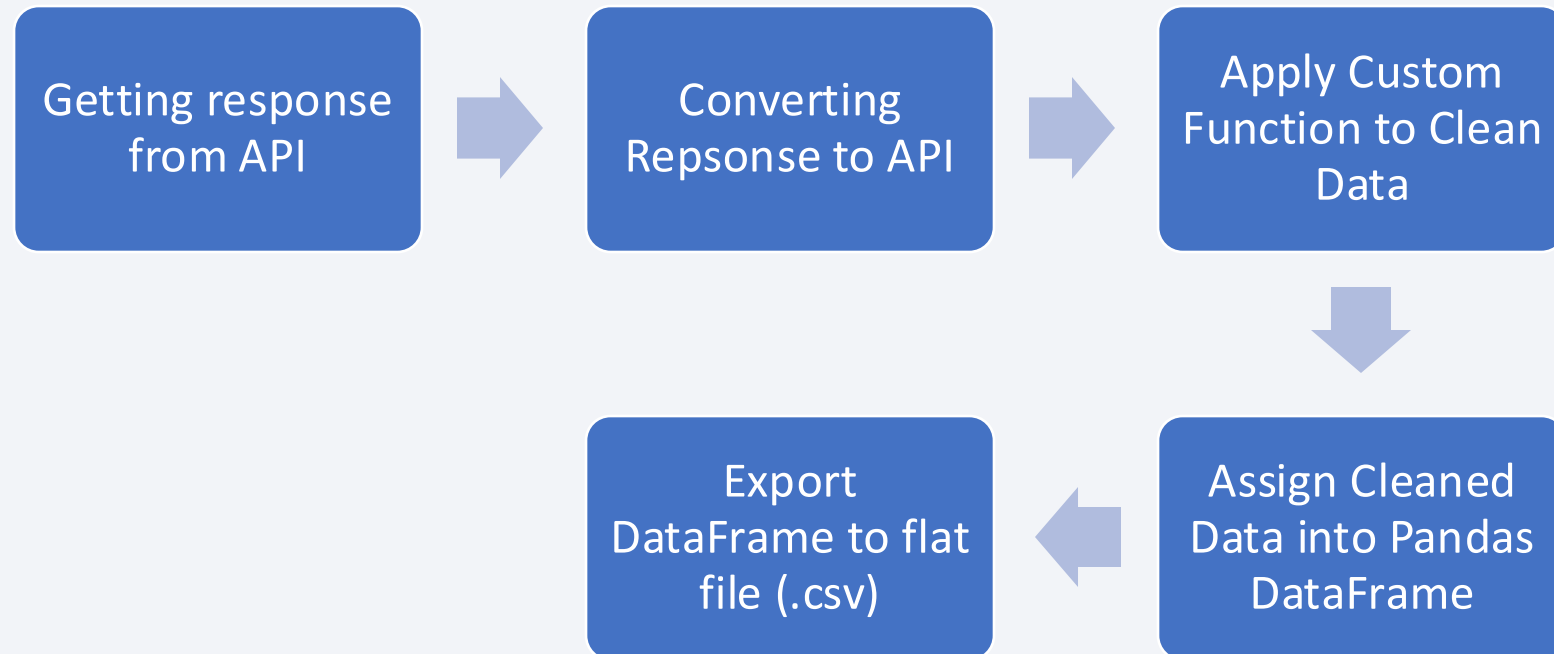 Getting response
from API
Converting
Repsonse to API
Apply Custom
Function to Clean
Data
Assign Cleaned
Data into Pandas
DataFrame
Export
DataFrame to flat
file (.csv)